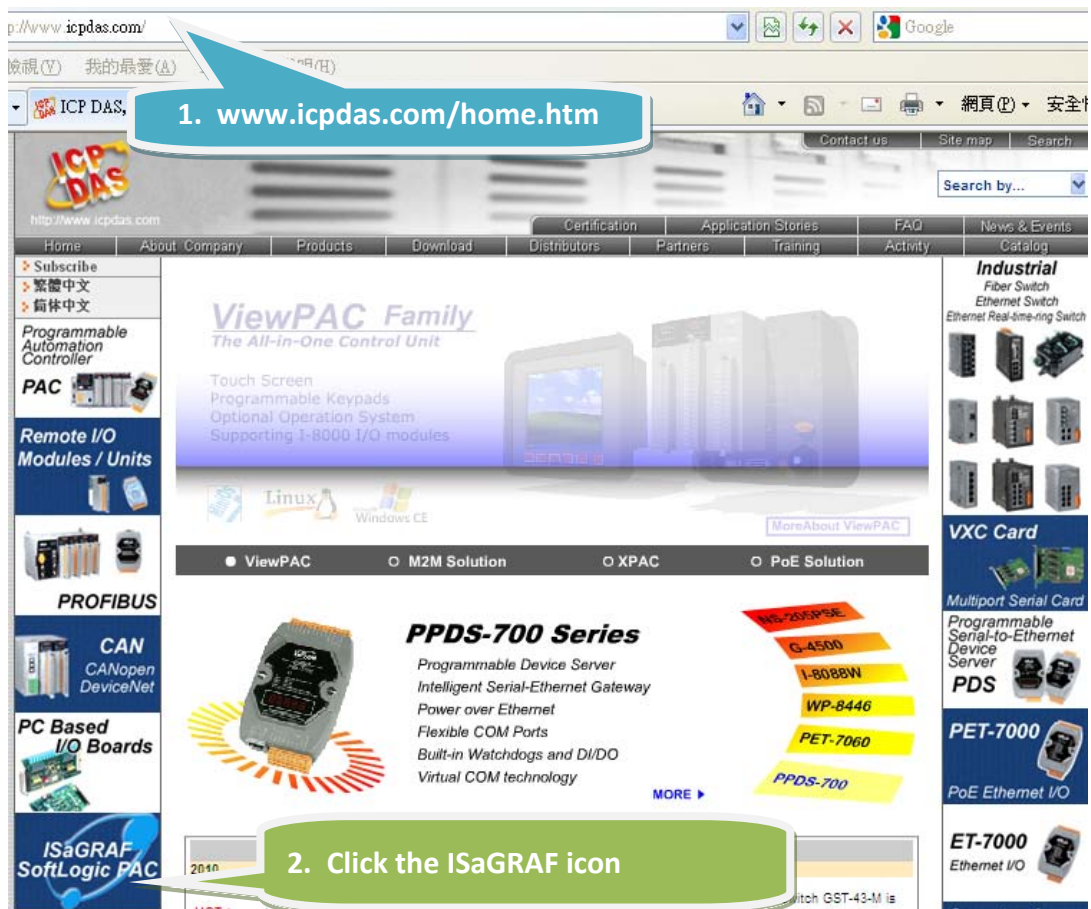 p://www.icpdas.com/
Google
檢視(V) 我的最愛(A)
明(H)
ICP DAS,
網頁(P)
安全
1. www.icpdas.com/home.htm
Contact us
Site map
Search
ICP
DAS
http://www.icpdas.com
Search by...
Certification
Application Stories
FAQ
News & Events
Home
About Company
Products
Download
Distributors
Partners
Training
Activity
Catalog
Subscribe
繁體中文
简体中文
Programmable
Automation
Controller
PAC
Remote I/O
Modules / Units
PROFIBUS
CAN
CANopen
DeviceNet
PC Based
I/O Boards
ISaGRAF
SoftLogic PAC
ViewPAC Family
The All-in-One Control Unit
Touch Screen
Programmable Keypads
Optional Operation System
Supporting I-8000 I/O modules
Linux
Windows CE
MoreAbout ViewPAC
ViewPAC
M2M Solution
XPAC
PoE Solution
PPDS-700 Series
Programmable Device Server
Intelligent Serial-Ethernet Gateway
Power over Ethernet
Flexible COM Ports
Built-in Watchdogs and DI/DO
Virtual COM technology
MORE
NS-205PSE
G-4500
I-8088W
WP-8446
PET-7060
PPDS-700
2. Click the ISaGRAF icon
2010
witch GST-43-M is
Industrial
Fiber Switch
Ethernet Switch
Ethernet Real-time-ring Switch
VXC Card
Multiport Serial Card
Programmable
Serial-to-Ethernet
Device
Server
PDS
PET-7000
PoE Ethernet I/O
ET-7000
Ethernet I/O